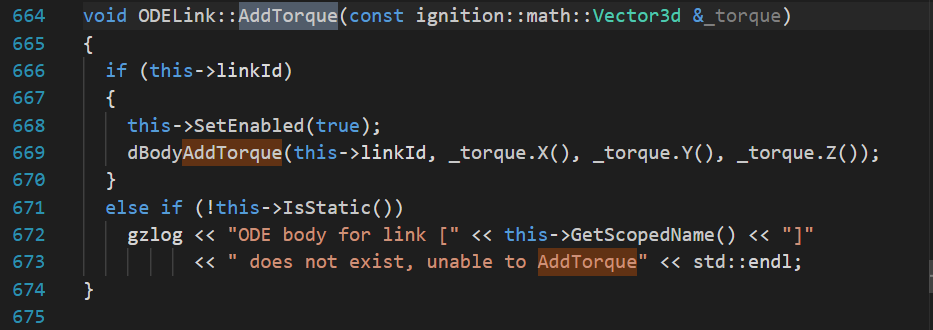 664 void ODELink::AddTorque(const ignition::math::Vector3d &_torque)
665 {
666   if (this->linkId)
667   {
668     this->SetEnabled(true);
669     dBodyAddTorque(this->linkId, _torque.X(), _torque.Y(), _torque.Z());
670   }
671   else if (!this->IsStatic())
672     gzlog << "ODE body for link [" << this->GetScopedName() << "]"
673           << " does not exist, unable to AddTorque" << std::endl;
674 }
675